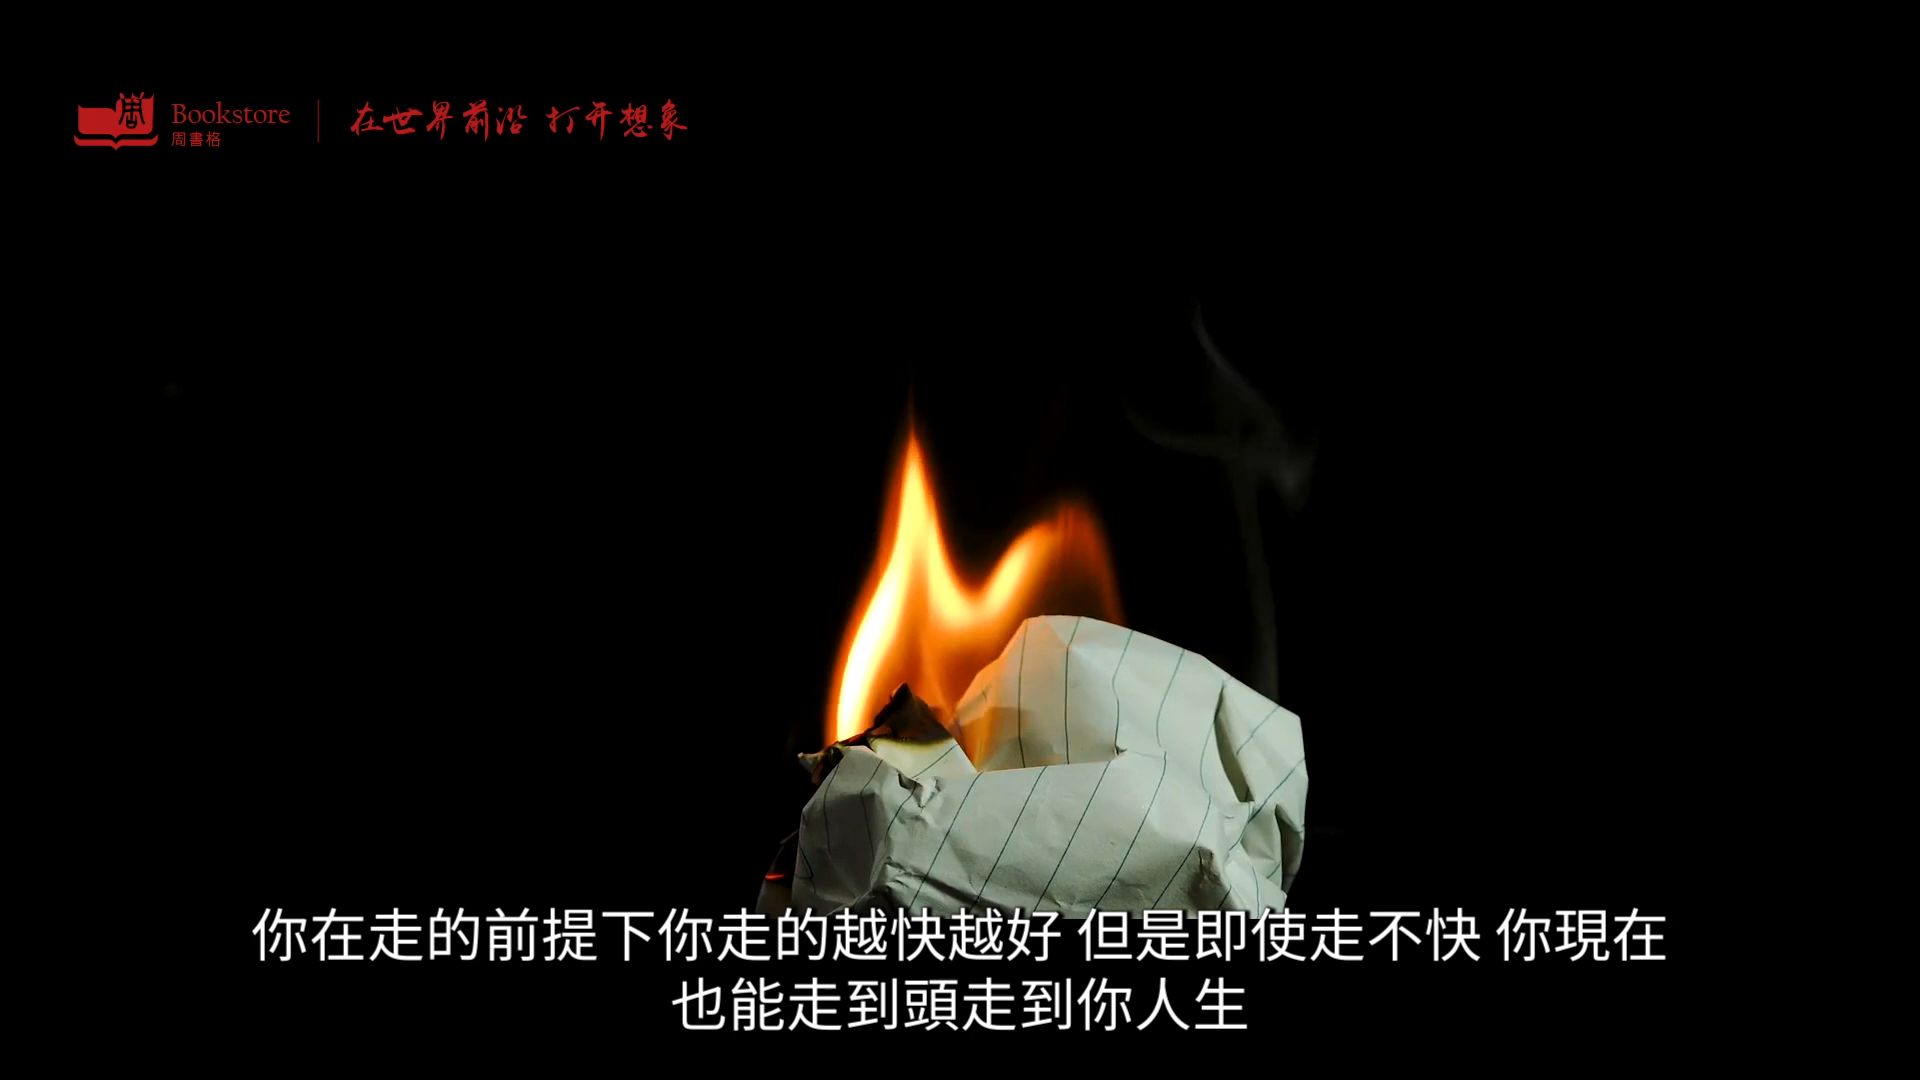 周
Bookstore
周書格
在世界前沿 打开想象
你在走的前提下你走的越快越好 但是即使走不快 你現在
也能走到頭走到你人生